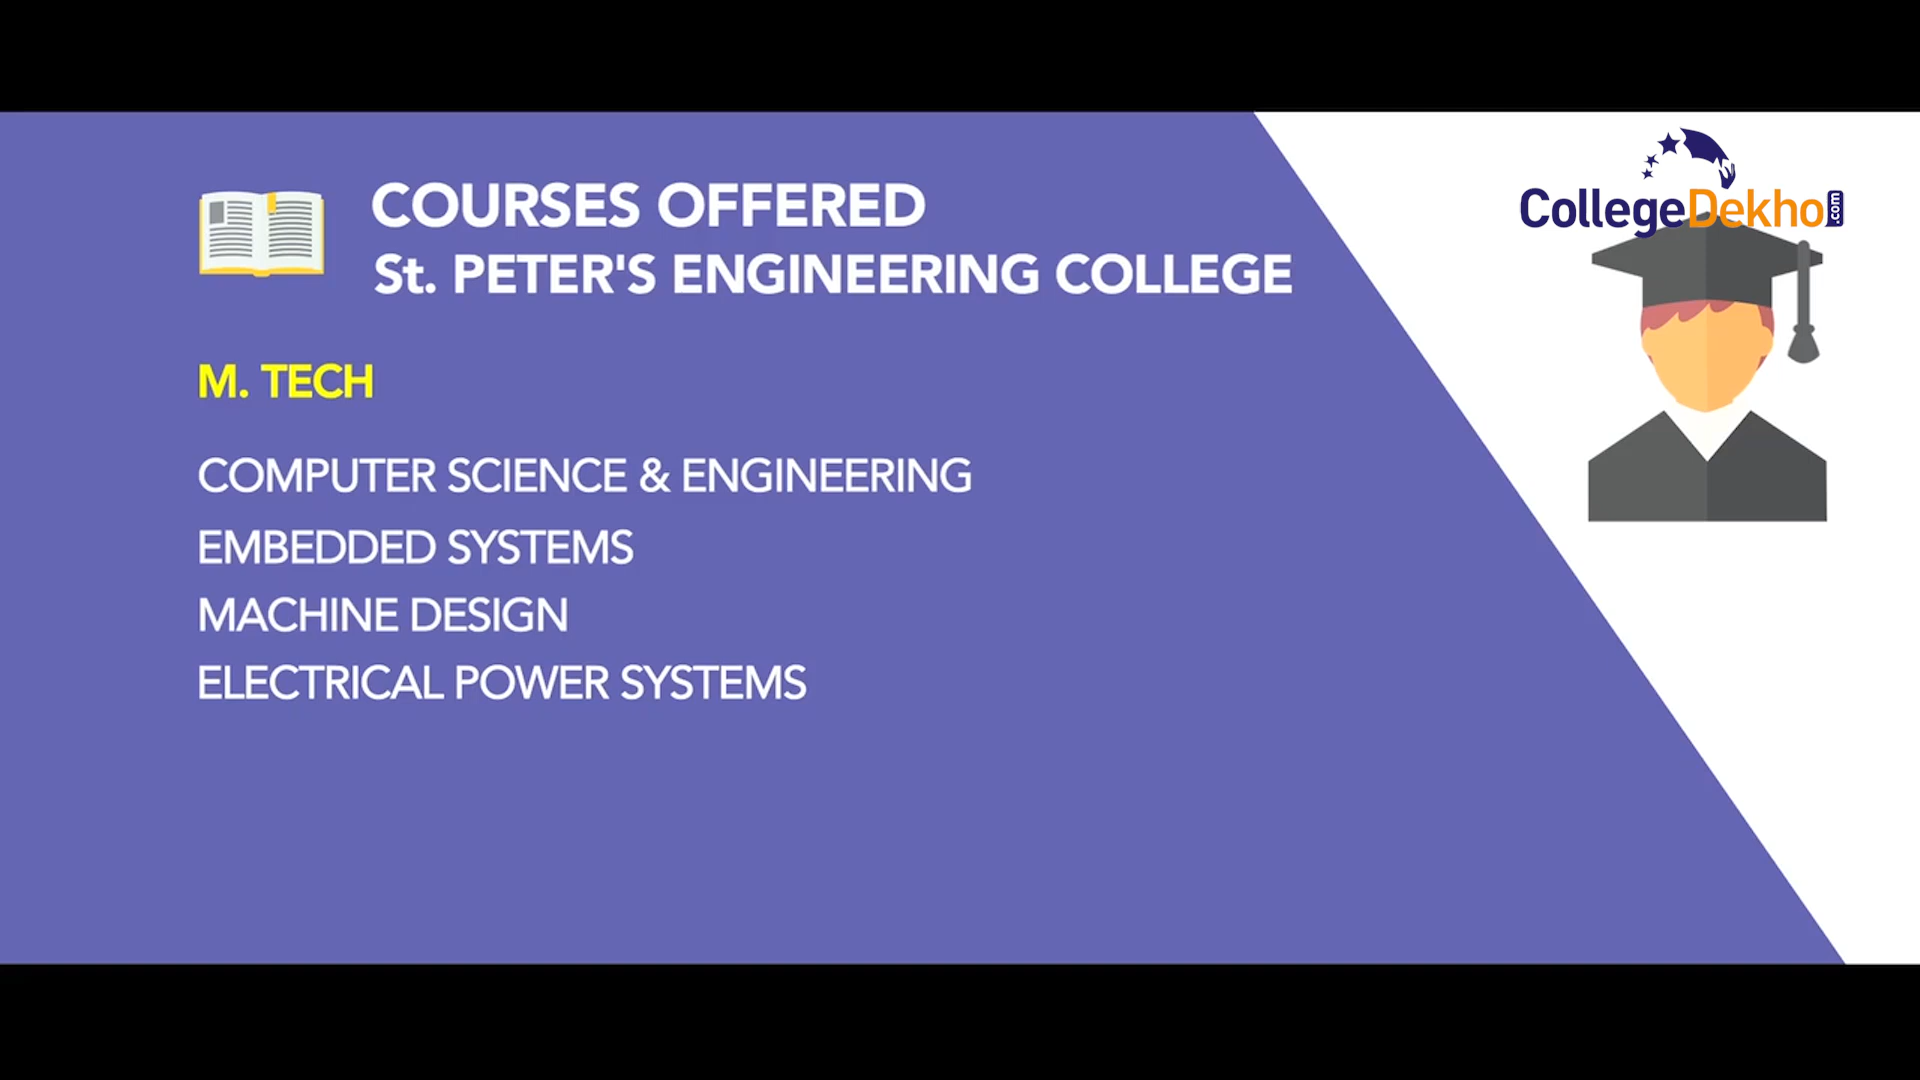 CollegeDekho.com
COURSES OFFERED
St. PETER'S ENGINEERING COLLEGE
M. TECH
COMPUTER SCIENCE & ENGINEERING
EMBEDDED SYSTEMS
MACHINE DESIGN
ELECTRICAL POWER SYSTEMS